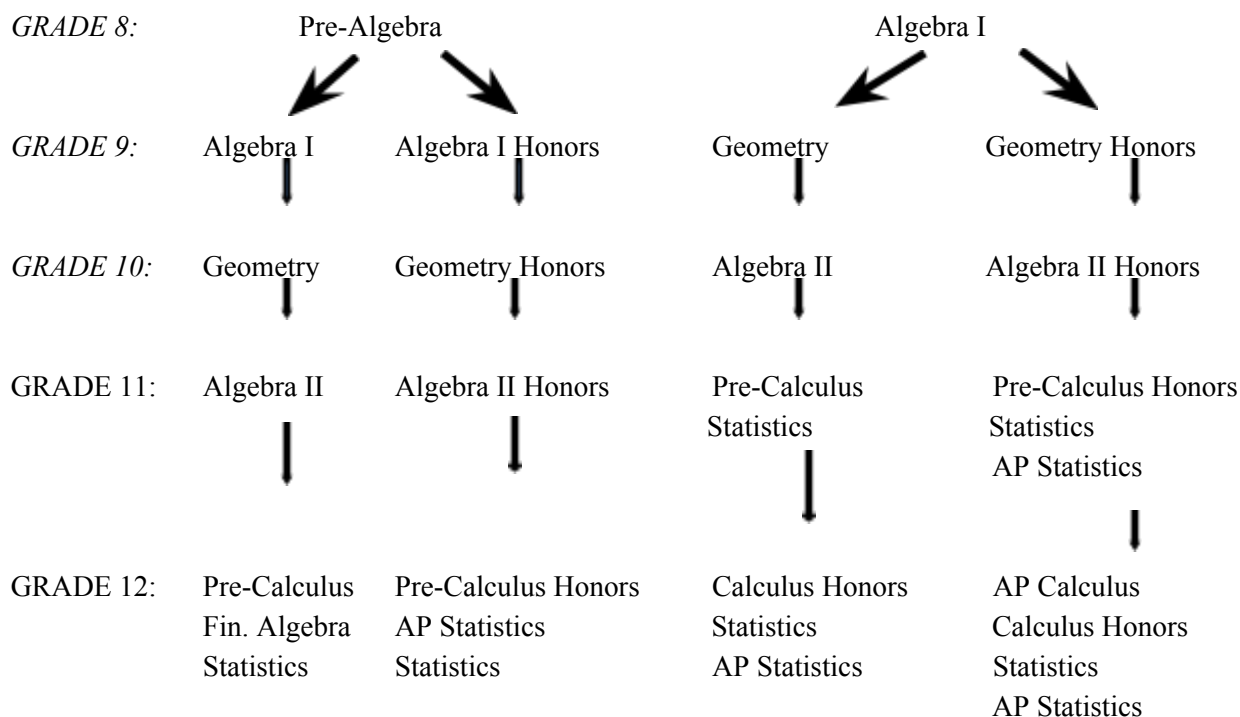 GRADE 8: Pre-Algebra Algebra I
GRADE 9: Algebra I Algebra I Honors Geometry Geometry Honors
GRADE 10: Geometry Geometry Honors Algebra II Algebra II Honors
GRADE 11: Algebra II Algebra II Honors Pre-Calculus Pre-Calculus Honors
Statistics Statistics
AP Statistics
GRADE 12: Pre-Calculus Pre-Calculus Honors Calculus Honors AP Calculus
Fin. Algebra AP Statistics Statistics Calculus Honors
Statistics Statistics AP Statistics Statistics
AP Statistics